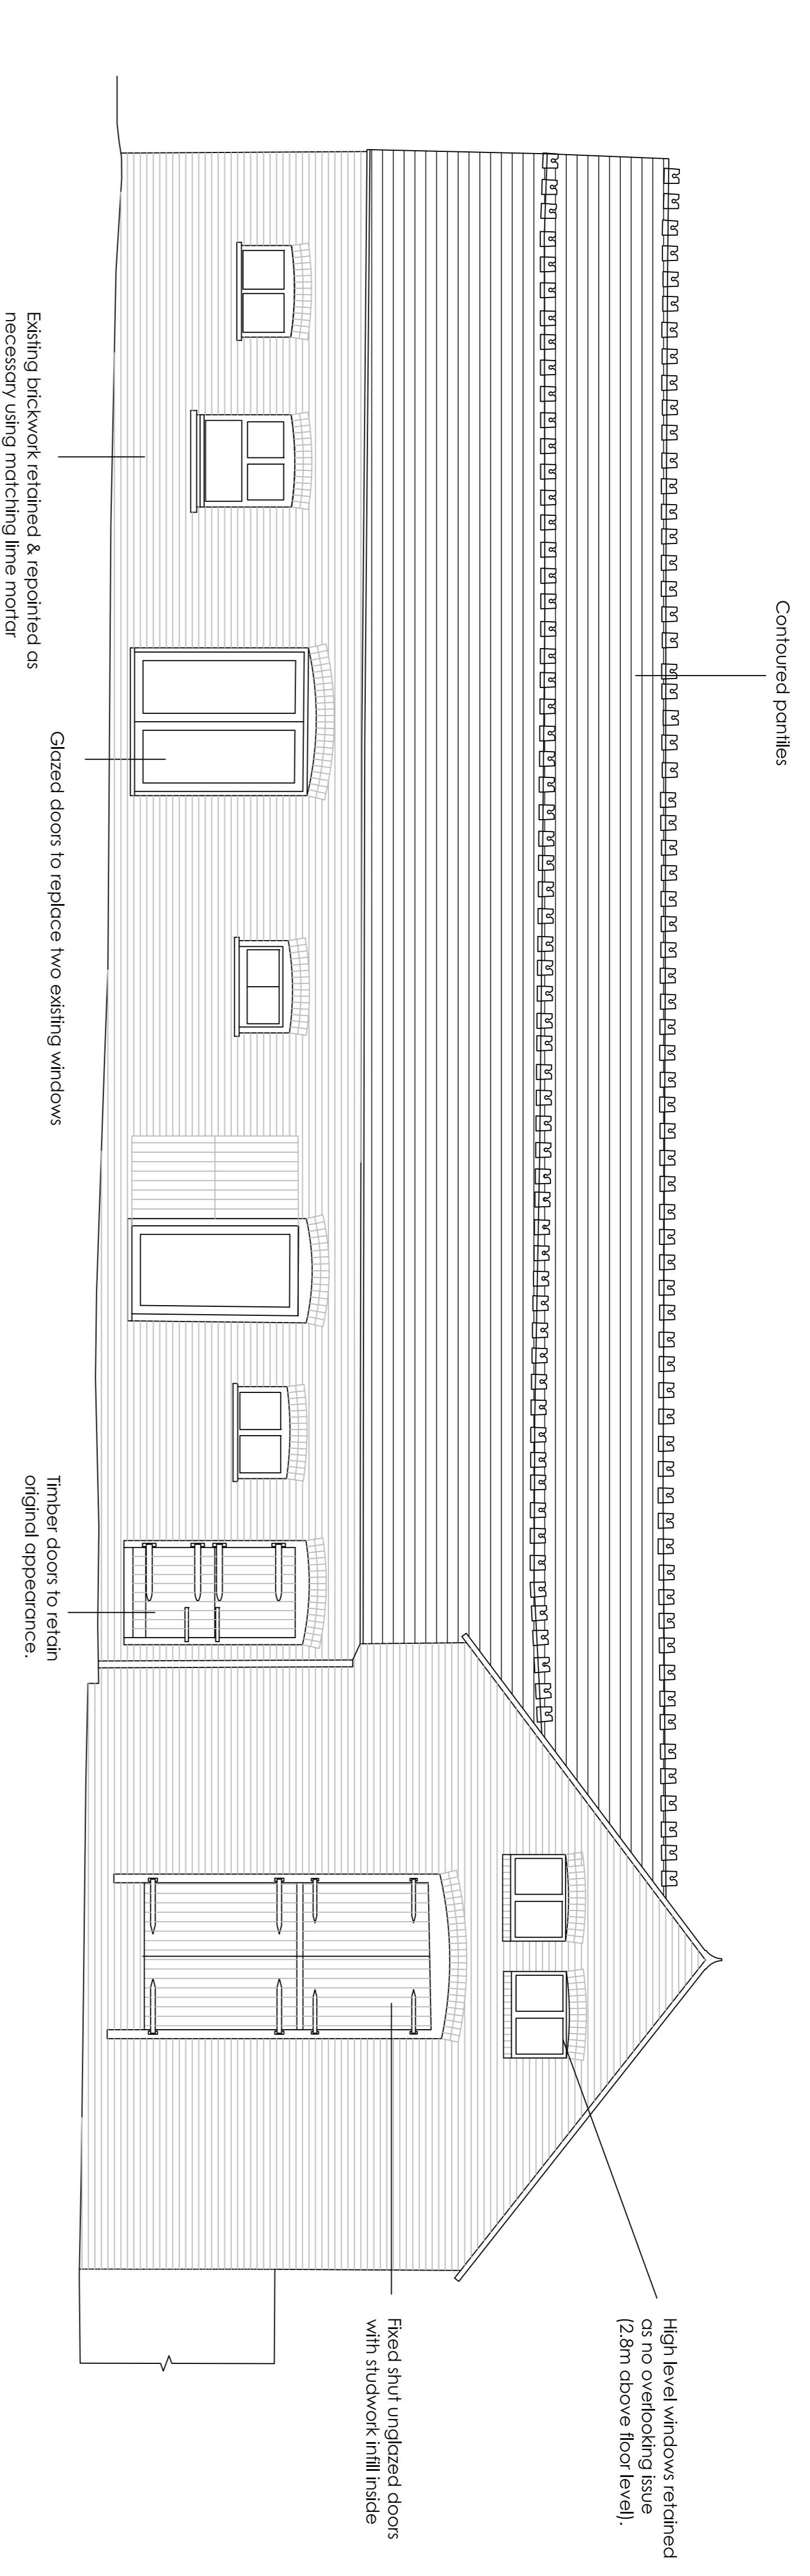 Contoured pantiles
High level windows retained
as no overlooking issue
(2.8m above floor level).
Fixed shut unglazed doors
with studwork infill inside
Existing brickwork retained & repointed as
necessary using matching lime mortar
Glazed doors to replace two existing windows
Timber doors to retain
original appearance.